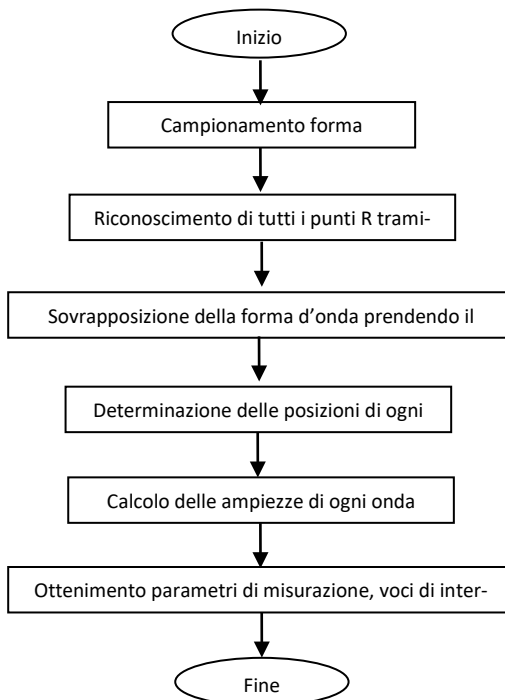 Inizio
Campionamento forma
Riconoscimento di tutti i punti R trami-
Sovrapposizione della forma d’onda prendendo il
Determinazione delle posizioni di ogni
Calcolo delle ampiezze di ogni onda
Ottenimento parametri di misurazione, voci di inter-
Fine